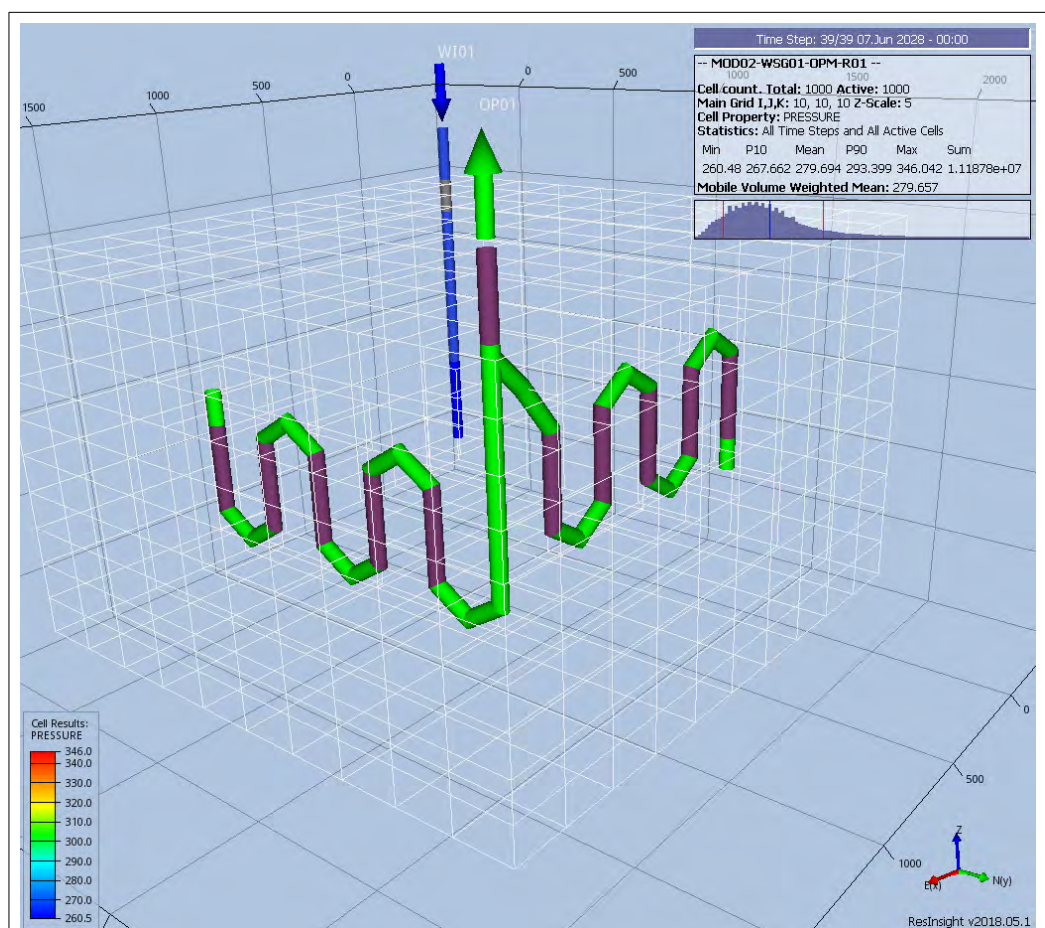 WI01
OP01
1500
1000
500
0
0
500
1000
1500
2000
Time Step: 39/39 07.Jun 2028 - 00:00
-- MOD02-WSG01-OPM-R01 --
Cell count. Total: 1000 Active: 1000
Main Grid I,J,K: 10, 10, 10 Z-Scale: 5
Cell Property: PRESSURE
Statistics: All Time Steps and All Active Cells
Min P10 Mean P90 Max Sum
260.48 267.662 279.694 293.399 346.042 1.11878e+07
Mobile Volume Weighted Mean: 279.657
Cell Results:
PRESSURE
346.0
340.0
330.0
320.0
310.0
300.0
290.0
280.0
270.0
260.5
0
500
1000
Z
E(x)
N(y)
ResInsight v2018.05.1